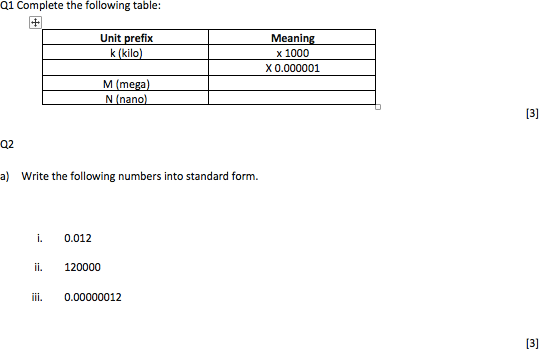 Q1 Complete the following table:
Unit prefix Meaning
k (kilo) x 1000
X 0.000001
M (mega)
N (nano)
[3]
Q2
a) Write the following numbers into standard form.
i. 0.012
ii. 120000
iii. 0.00000012
[3]